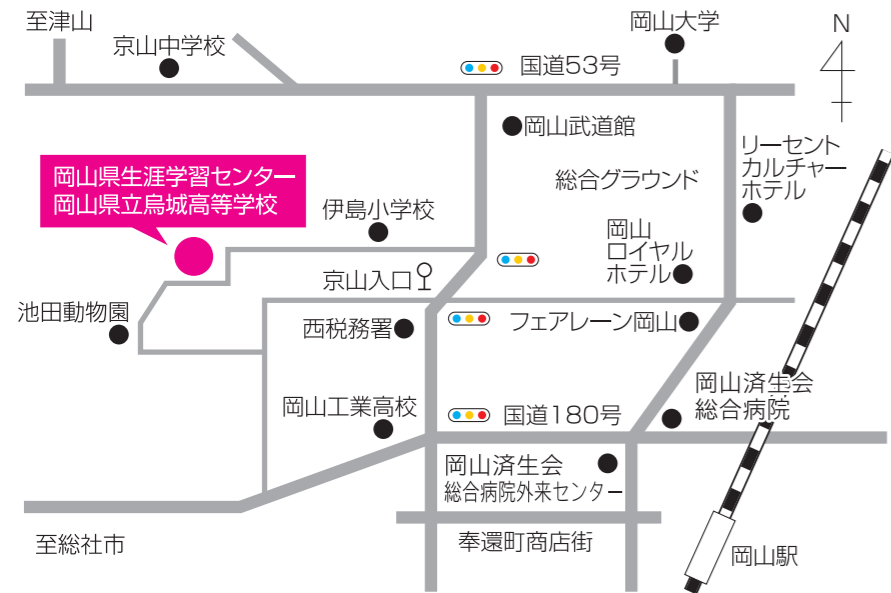 至津山
京山中学校
岡山大学
N
国道53号
岡山武道館
リーセント
カルチャー
ホテル
岡山県生涯学習センター
岡山県立烏城高等学校
総合グラウンド
伊島小学校
岡山
ロイヤル
ホテル
京山入口
池田動物園
西税務署
フェアレーン岡山
岡山済生会
総合病院
岡山工業高校
国道180号
岡山済生会
総合病院外来センター
至総社市
奉還町商店街
岡山駅